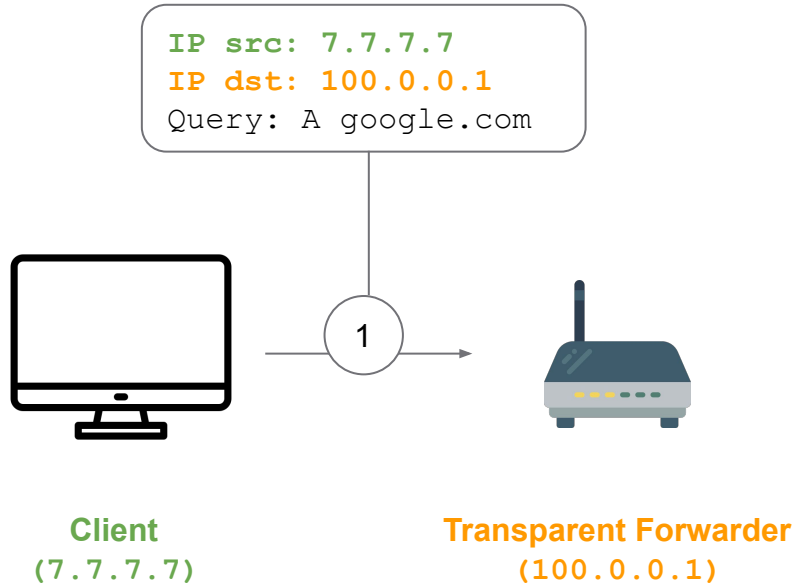 IP src: 7.7.7.7
IP dst: 100.0.0.1
Query: A google.com
1
Client
(7.7.7.7)
Transparent Forwarder
(100.0.0.1)